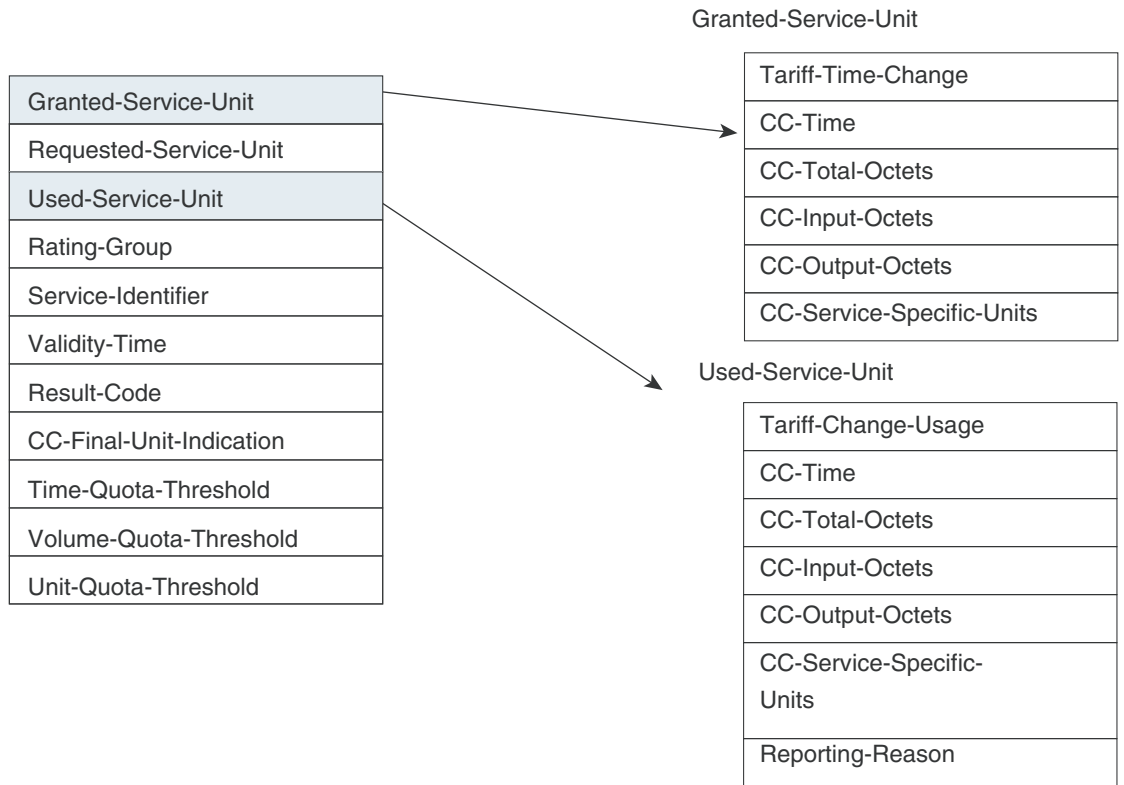 Granted-Service-Unit
Requested-Service-Unit
Used-Service-Unit
Rating-Group
Service-Identifier
Validity-Time
Result-Code
CC-Final-Unit-Indication
Time-Quota-Threshold
Volume-Quota-Threshold
Unit-Quota-Threshold
Granted-Service-Unit
Tariff-Time-Change
CC-Time
CC-Total-Octets
CC-Input-Octets
CC-Output-Octets
CC-Service-Specific-Units
Used-Service-Unit
Tariff-Change-Usage
CC-Time
CC-Total-Octets
CC-Input-Octets
CC-Output-Octets
CC-Service-Specific-
Units
Reporting-Reason